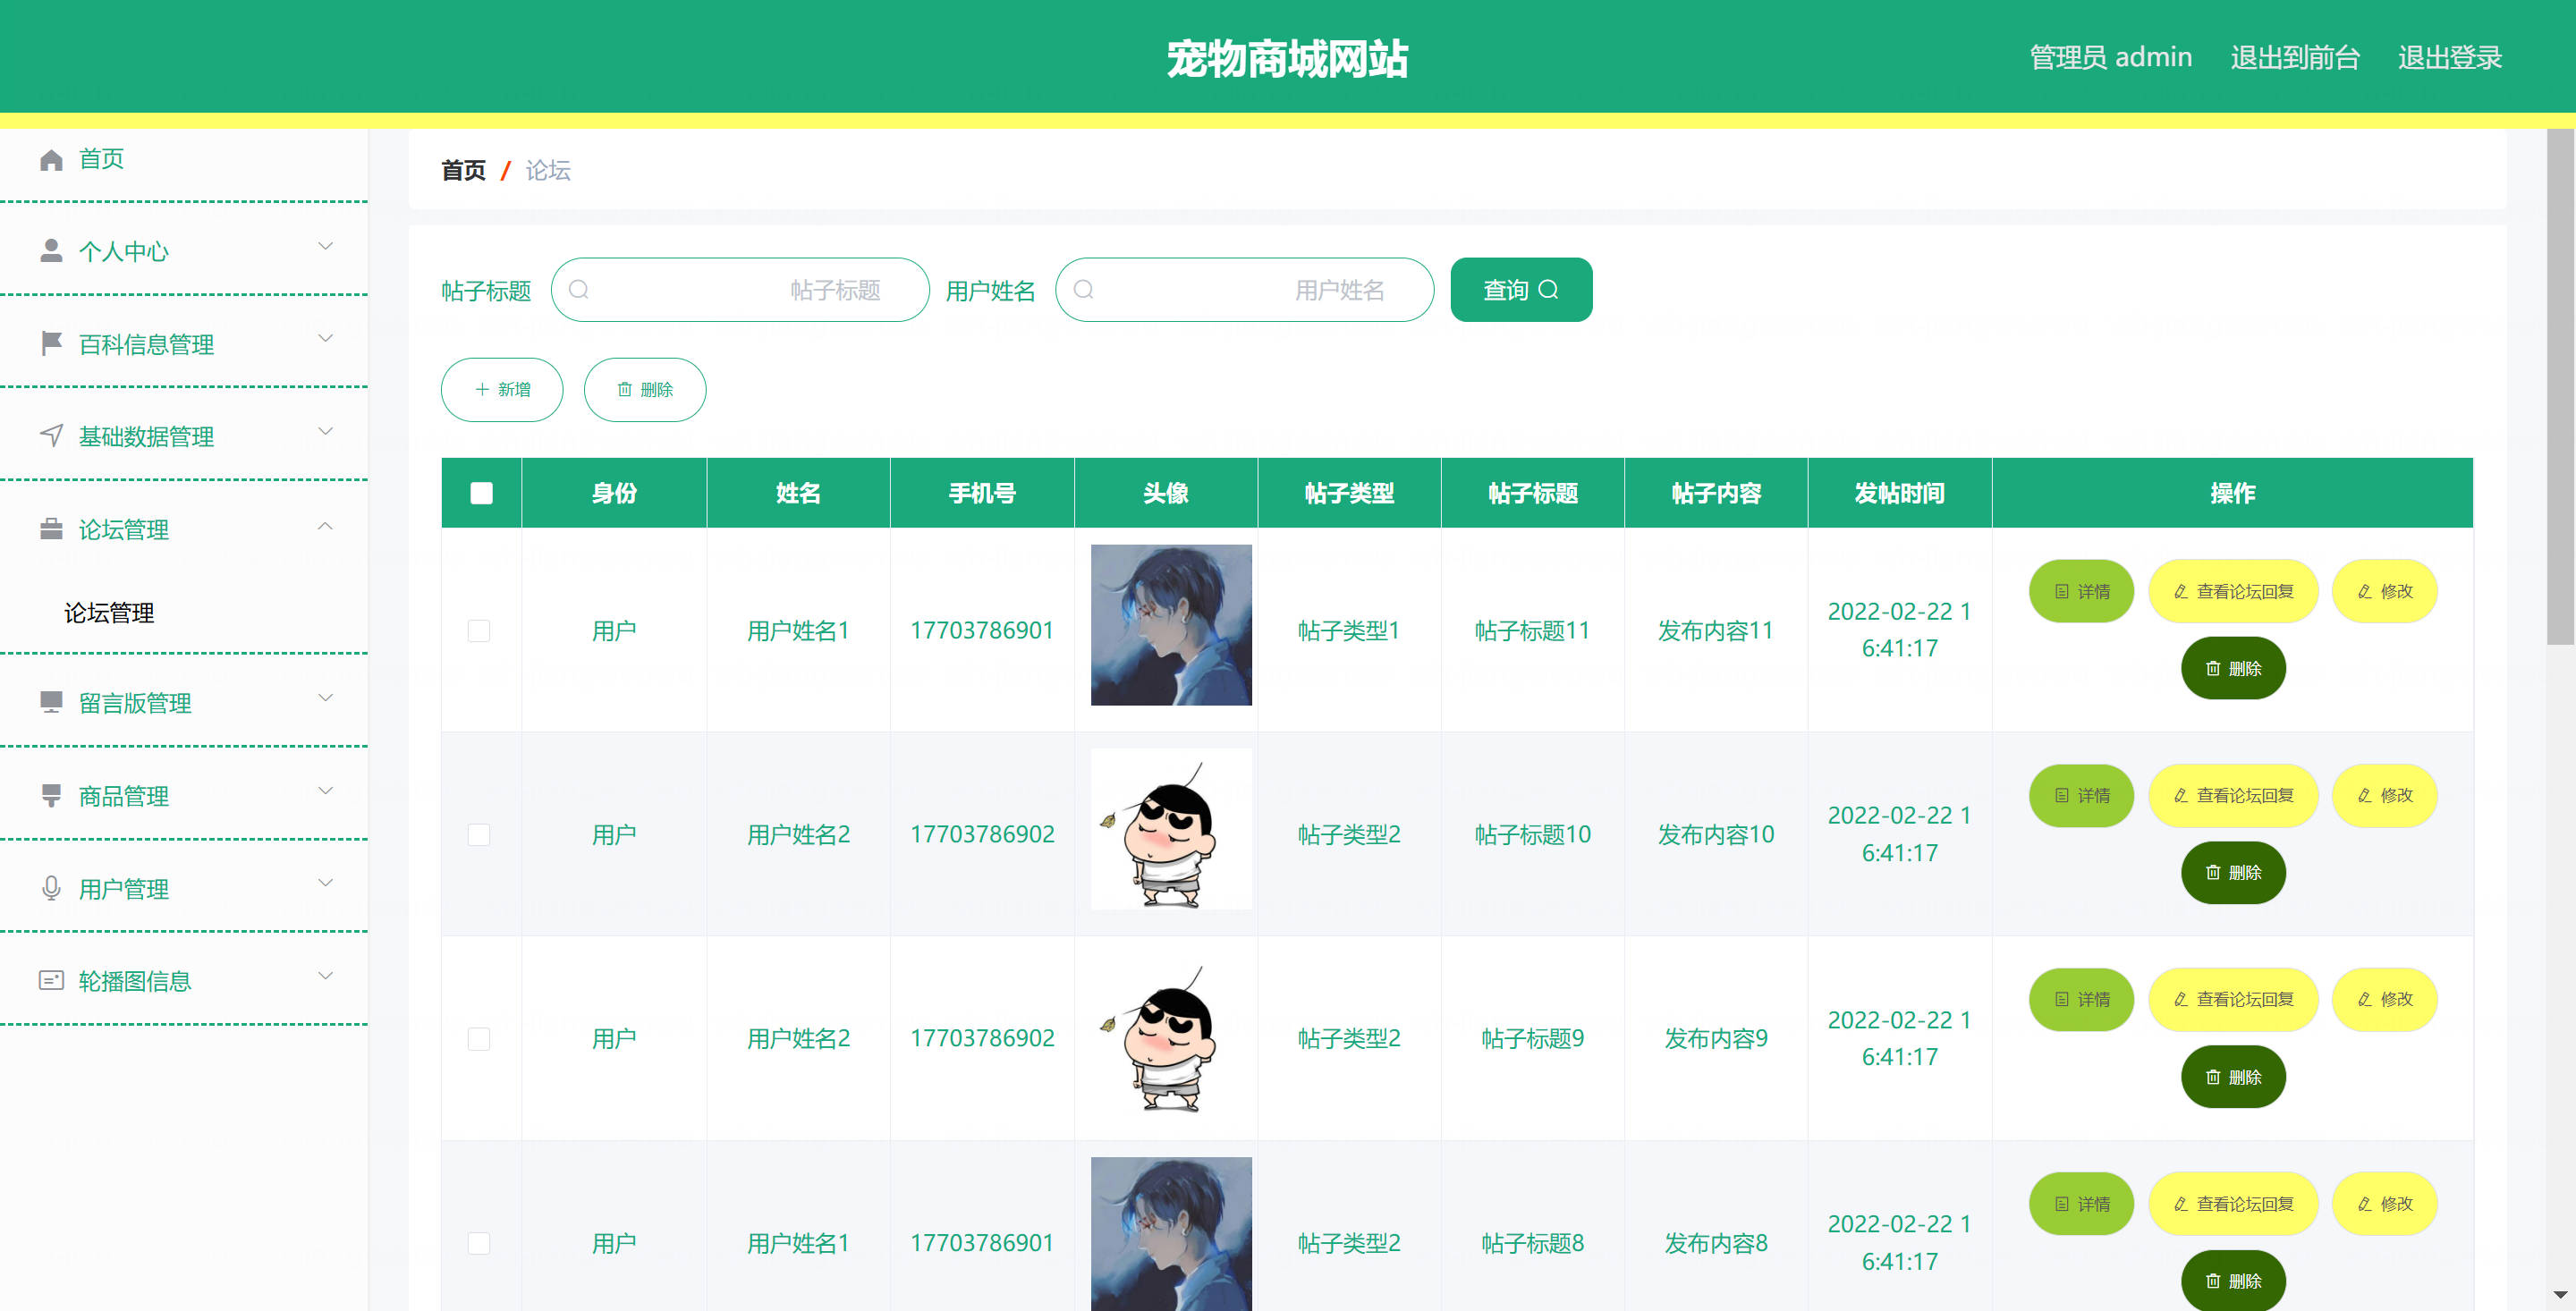 宠物商城网站
管理员 admin 退出到前台 退出登录
首页
个人中心
百科信息管理
基础数据管理
论坛管理
论坛管理
留言版管理
商品管理
用户管理
轮播图信息
首页 / 论坛
帖子标题 帖子标题 用户姓名 用户姓名 查询
新增 删除
身份 姓名 手机号 头像 帖子类型 帖子标题 帖子内容 发帖时间 操作
用户 用户姓名1 17703786901 帖子类型1 帖子标题11 发布内容11 2022-02-22 1
6:41:17
详情 查看论坛回复 修改
删除
用户 用户姓名2 17703786902 帖子类型2 帖子标题10 发布内容10 2022-02-22 1
6:41:17
详情 查看论坛回复 修改
删除
用户 用户姓名2 17703786902 帖子类型2 帖子标题9 发布内容9 2022-02-22 1
6:41:17
详情 查看论坛回复 修改
删除
用户 用户姓名1 17703786901 帖子类型2 帖子标题8 发布内容8 2022-02-22 1
6:41:17
详情 查看论坛回复 修改
删除